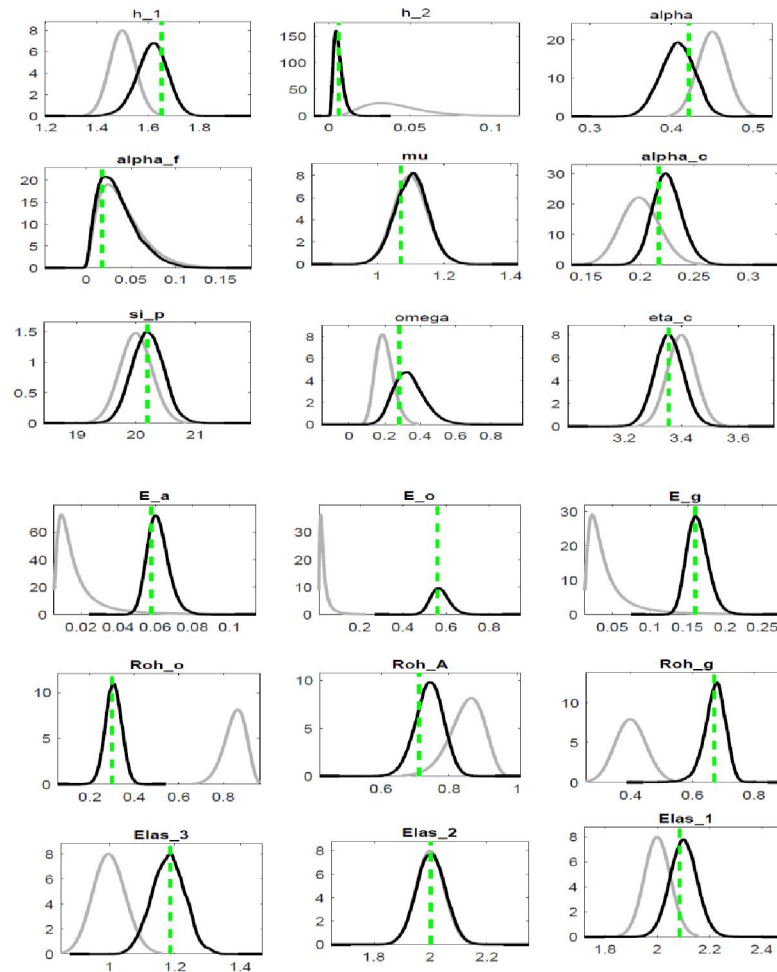 h_1 h_2 alpha
8 6 4 2 0 1.2 1.4 1.6 1.8
150 100 50 0 0 0.05 0.1
20 15 10 5 0 0.3 0.4 0.5
alpha_f mu alpha_c
20 15 10 5 0 0 0.05 0.1 0.15
8 6 4 2 0 1 1.2 1.4
30 20 10 0 0.15 0.2 0.25 0.3
si_p omega eta_c
1.5 1 0.5 0 19 20 21
8 6 4 2 0 0 0.2 0.4 0.6 0.8
8 6 4 2 0 3.2 3.4 3.6
E_a E_o E_g
60 40 20 0 0.02 0.04 0.06 0.08 0.1
30 20 10 0 0.2 0.4 0.6 0.8
30 20 10 0 0.05 0.1 0.15 0.2 0.25
Roh_o Roh_A Roh_g
10 5 0 0.2 0.4 0.6 0.8
10 5 0 0.6 0.8 1
10 5 0 0.4 0.6 0.8
Elas_3 Elas_2 Elas_1
8 6 4 2 0 1 1.2 1.4
8 6 4 2 0 1.8 2 2.2
8 6 4 2 0 1.8 2 2.2 2.4